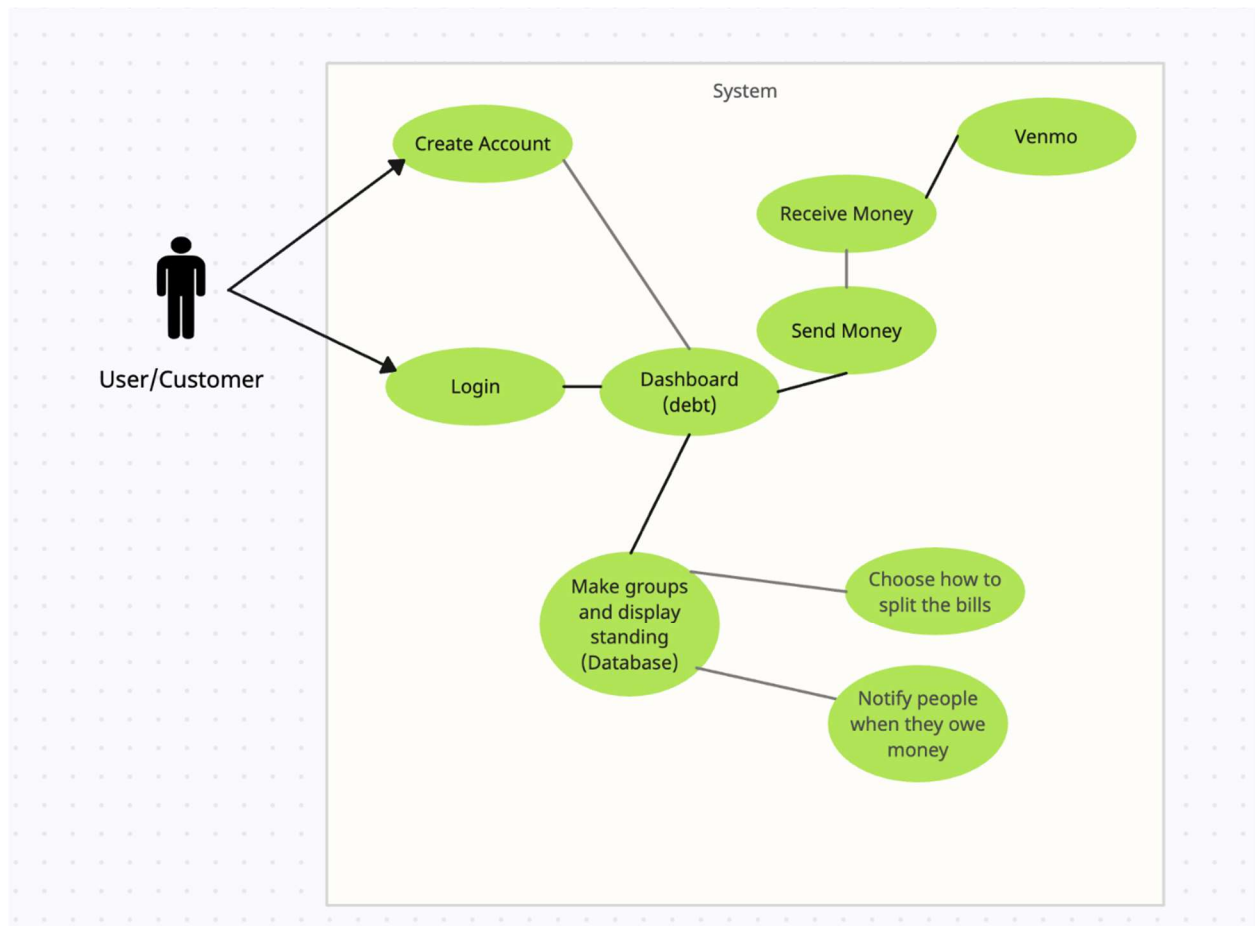 System
Create Account
Venmo
Receive Money
Send Money
User/Customer
Login
Dashboard
(debt)
Make groups
and display
standing
(Database)
Choose how to
split the bills
Notify people
when they owe
money